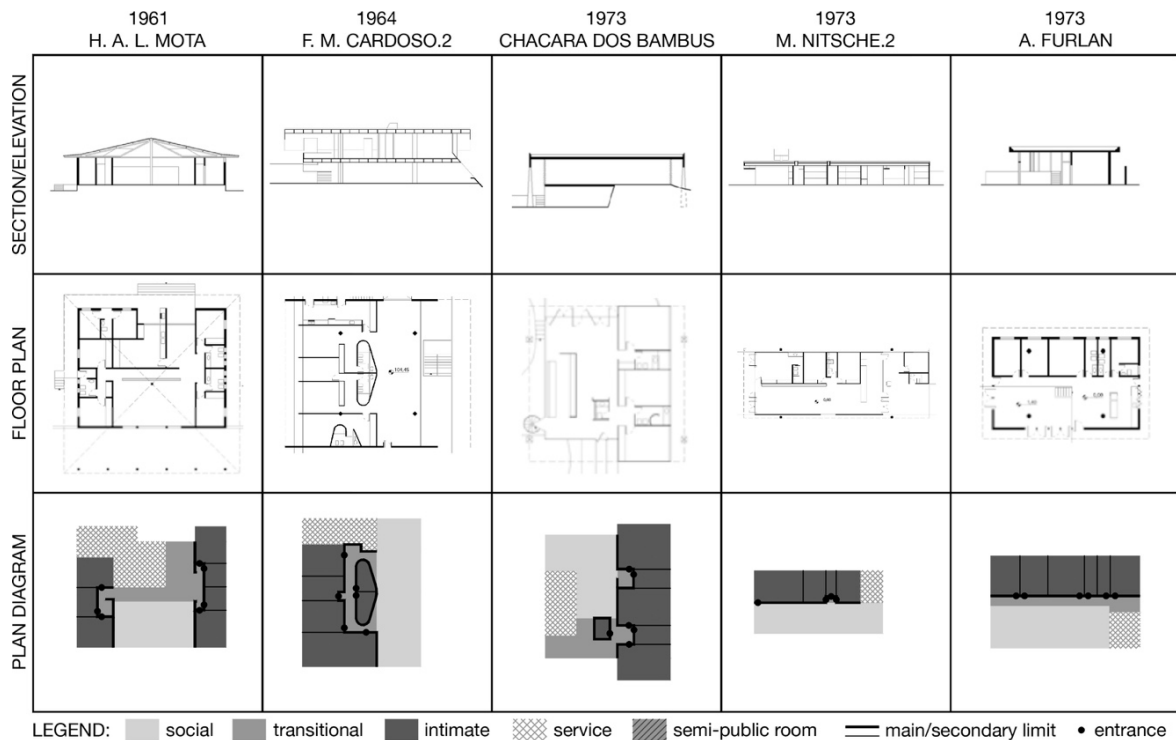 1961
H. A. L. MOTA
1964
F. M. CARDOSO.2
1973
CHACARA DOS BAMBUS
1973
M. NITSCHE.2
1973
A. FURLAN
SECTION/ELEVATION
FLOOR PLAN
PLAN DIAGRAM
LEGEND: social transitional intimate service semi-public room main/secondary limit entrance